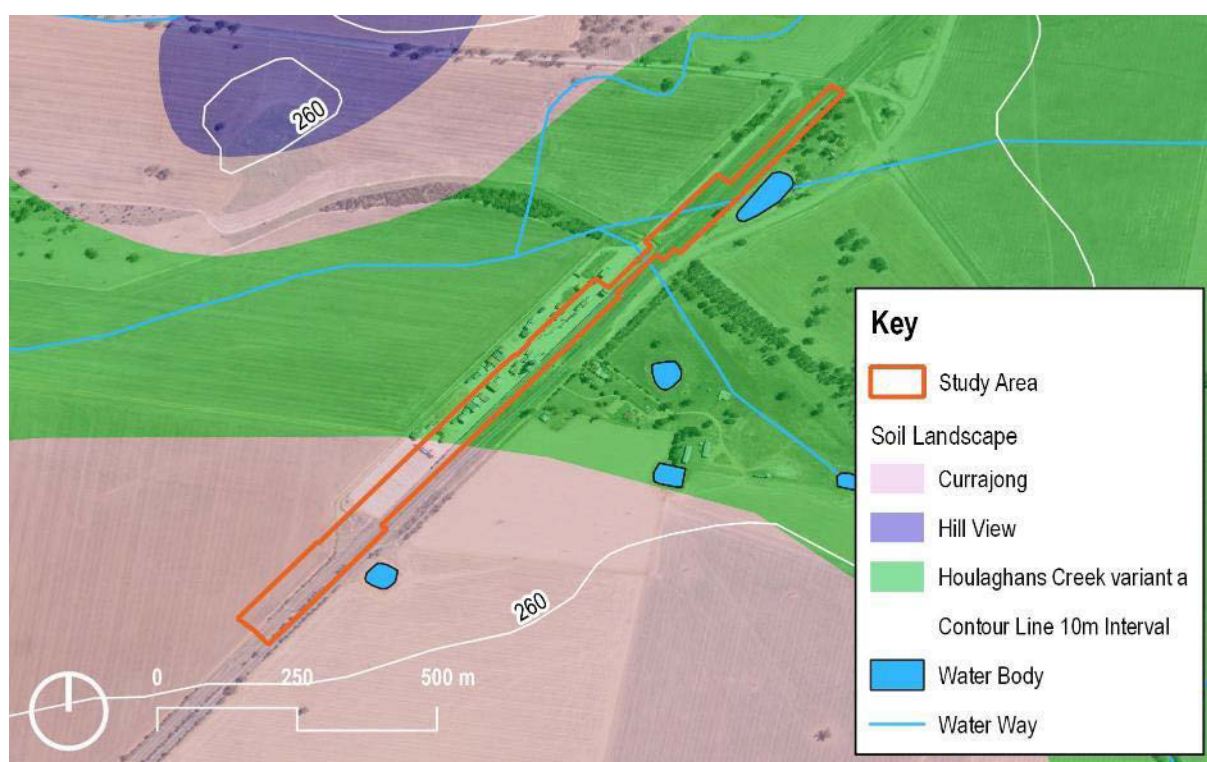 260
260
0 250 500 m
Key
Study Area
Soil Landscape
Currajong
Hill View
Houlaghans Creek variant a
Contour Line 10m Interval
Water Body
Water Way